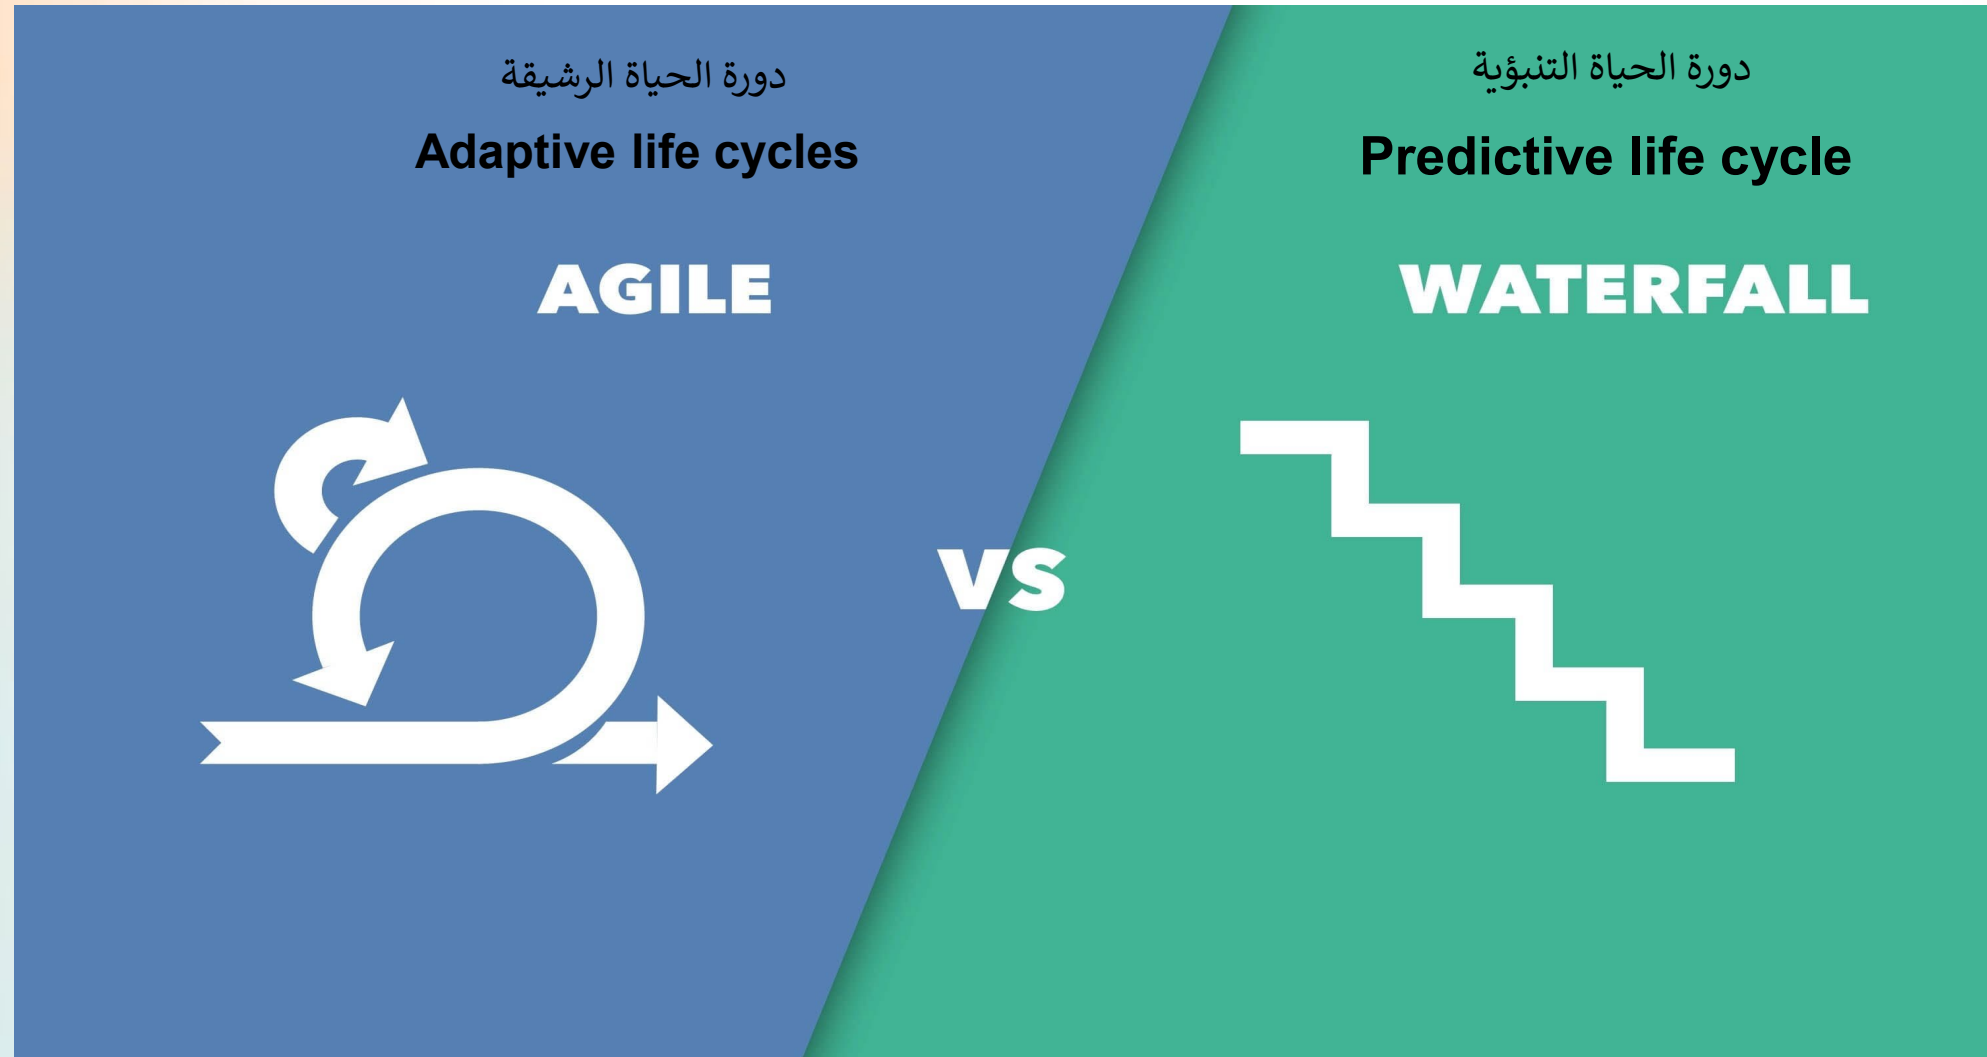 دورة الحياة الرشيقة
Adaptive life cycles
AGILE
VS
دورة الحياة التنبؤية
Predictive life cycle
WATERFALL